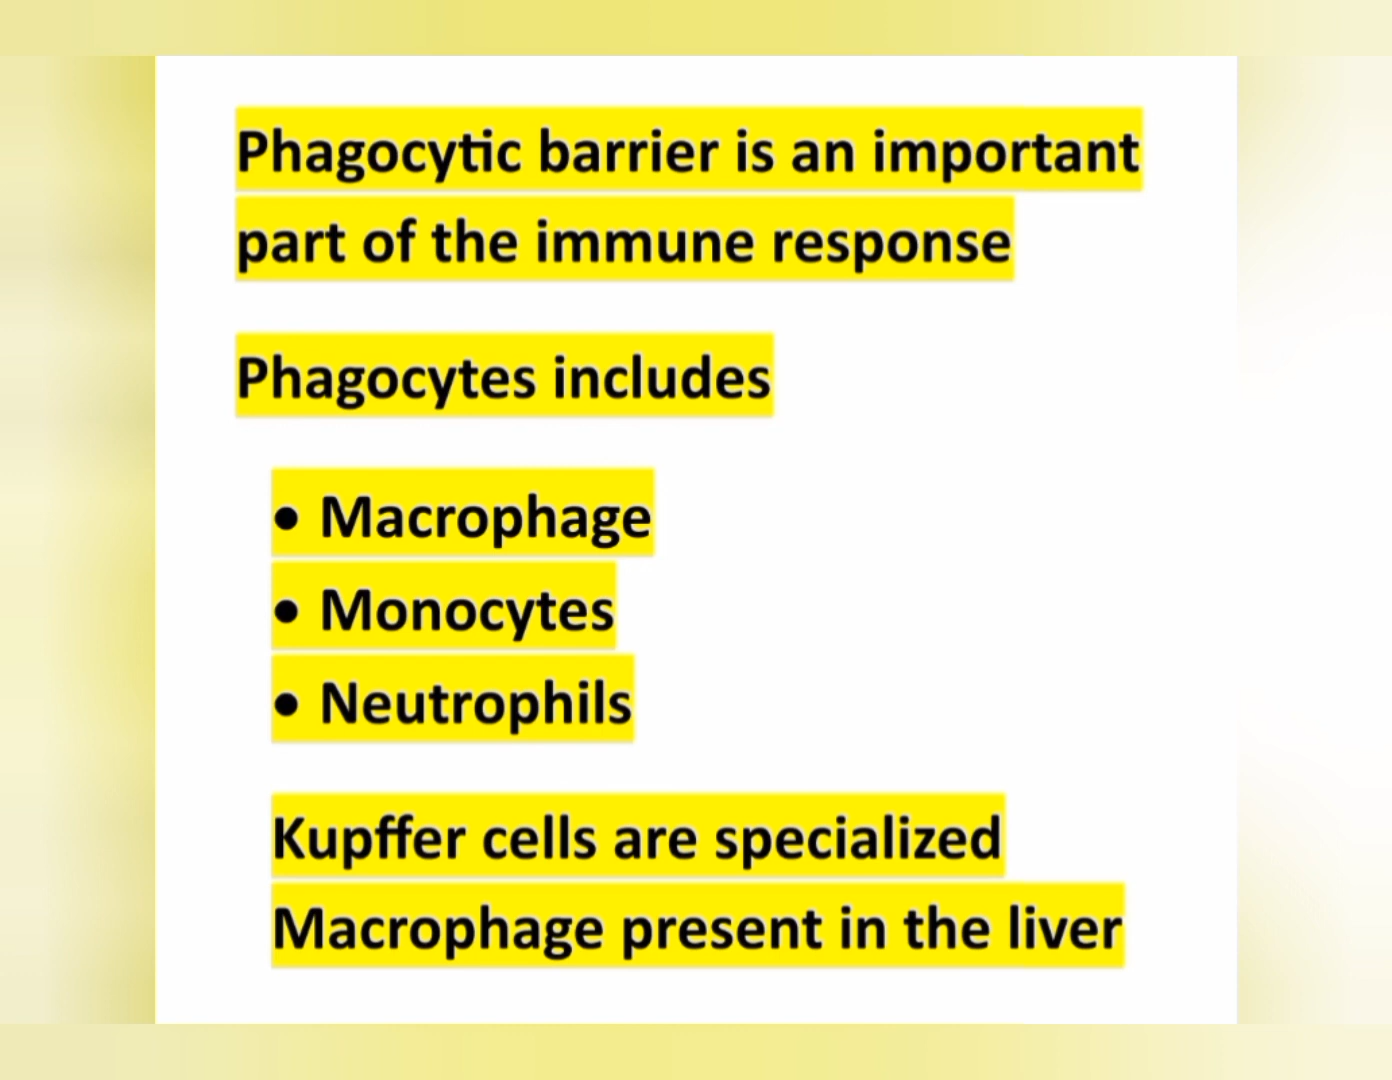 Phagocytic barrier is an important
part of the immune response
Phagocytes includes
• Macrophage
• Monocytes
• Neutrophils
Kupffer cells are specialized
Macrophage present in the liver